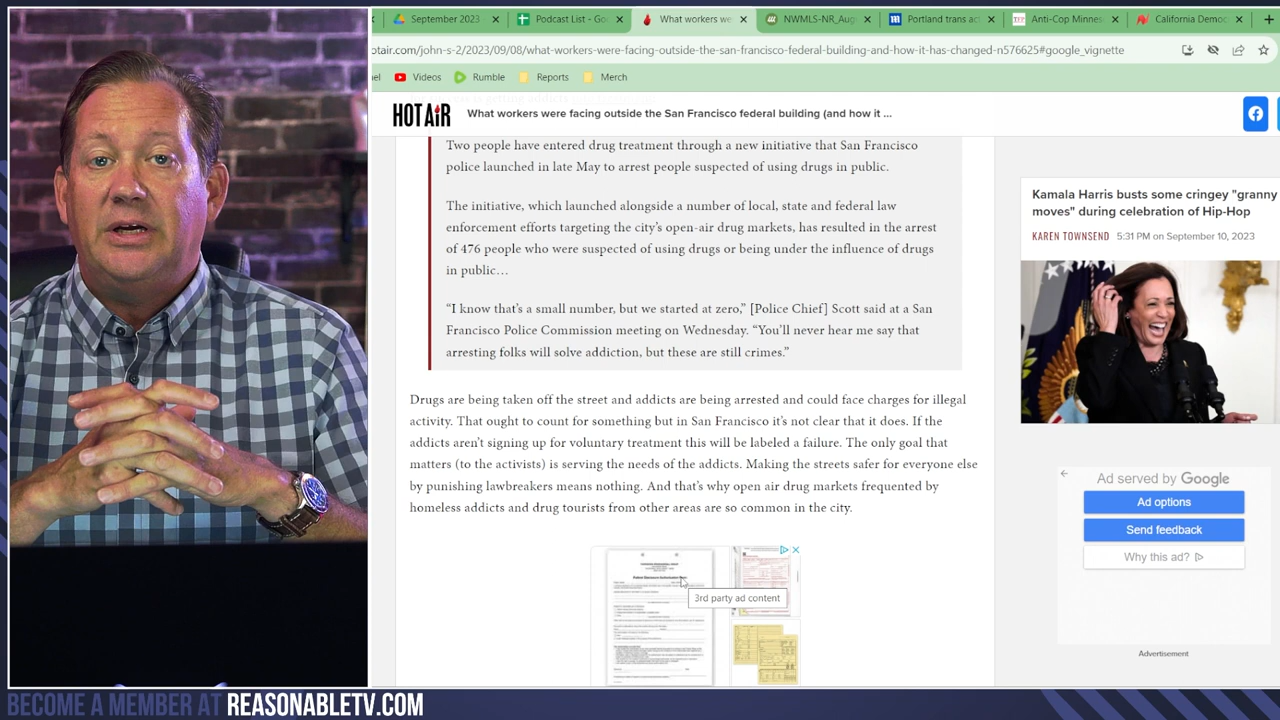 September 2023
Podcast List - Goo
What workers we
NWMLS-NR_Aug
Portland trans ac
Anti-Cop Minnes
California Democ
otair.com/john-s-2/2023/09/08/what-workers-were-facing-outside-the-san-francisco-federal-building-and-how-it-has-changed-n576625#google_vignette
el
Videos
Rumble
Reports
Merch
HOT AIR
What workers were facing outside the San Francisco federal building (and how it ...
Two people have entered drug treatment through a new initiative that San Francisco
police launched in late May to arrest people suspected of using drugs in public.
The initiative, which launched alongside a number of local, state and federal law
enforcement efforts targeting the city's open-air drug markets, has resulted in the arrest
of 476 people who were suspected of using drugs or being under the influence of drugs
in public…
“I know that's a small number, but we started at zero,” [Police Chief] Scott said at a San
Francisco Police Commission meeting on Wednesday. “You'll never hear me say that
arresting folks will solve addiction, but these are still crimes.”
Drugs are being taken off the street and addicts are being arrested and could face charges for illegal
activity. That ought to count for something but in San Francisco it's not clear that it does. If the
addicts aren't signing up for voluntary treatment this will be labeled a failure. The only goal that
matters (to the activists) is serving the needs of the addicts. Making the streets safer for everyone else
by punishing lawbreakers means nothing. And that's why open air drug markets frequented by
homeless addicts and drug tourists from other areas are so common in the city.
3rd party ad content
Kamala Harris busts some cringey "granny
moves" during celebration of Hip-Hop
KAREN TOWNSEND 5:31 PM on September 10, 2023
Ad served by Google
Ad options
Send feedback
Why this ad?
Advertisement
BECOME A MEMBER AT REASONABLETV.COM